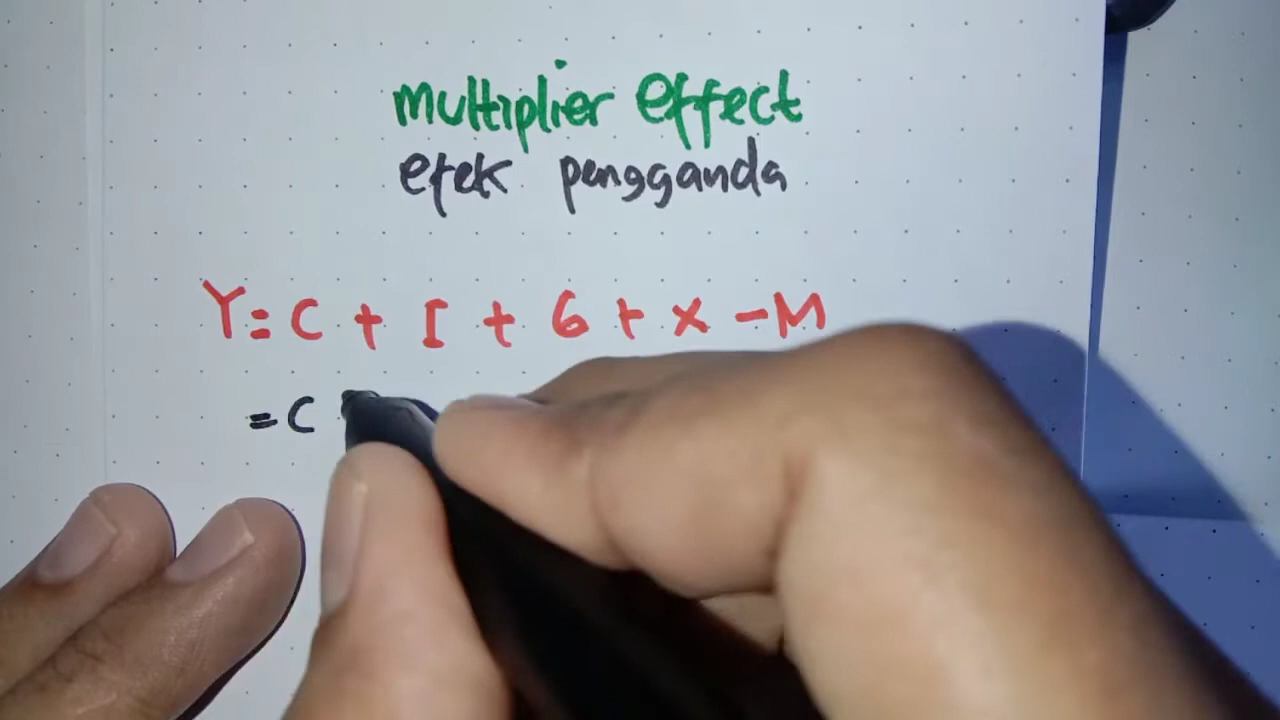 multiplier effect
efek pengganda
Y = C + I + G + X - M
= C